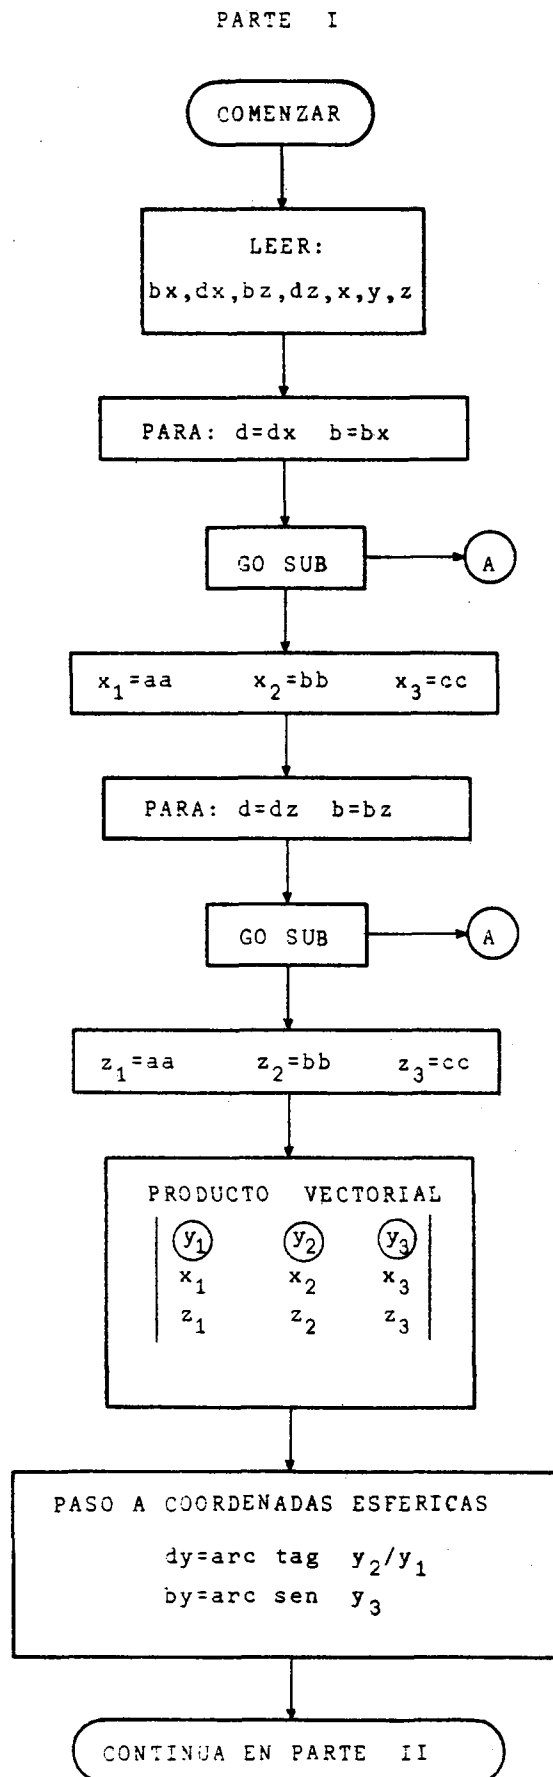 PARTE I
COMENZAR
LEER:
bx,dx,bz,dz,x,y,z
PARA: d=dx b=bx
GO SUB
A
x₁=aa x₂=bb x₃=cc
PARA: d=dz b=bz
GO SUB
A
z₁=aa z₂=bb z₃=cc
PRODUCTO VECTORIAL
y₁ y₂ y₃
x₁ x₂ x₃
z₁ z₂ z₃
PASO A COORDENADAS ESFERICAS
dy=arc tag y₂/y₁
by=arc sen y₃
CONTINUA EN PARTE II